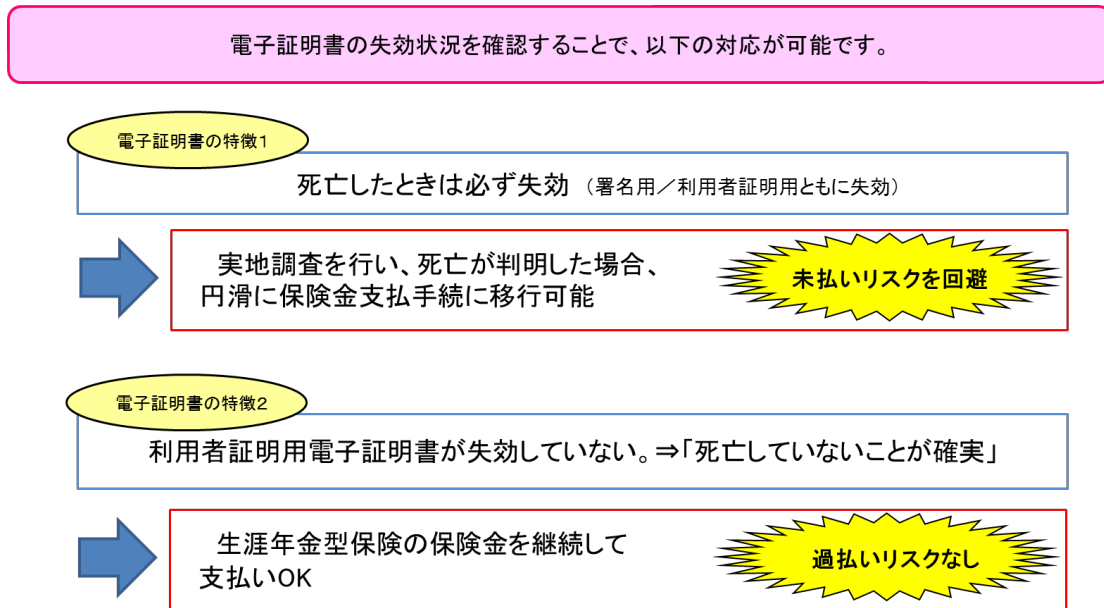 電子証明書の失効状況を確認することで、以下の対応が可能です。
電子証明書の特徴1
死亡したときは必ず失効 （署名用／利用者証明用ともに失効）
実地調査を行い、死亡が判明した場合、
円滑に保険金支払手続に移行可能
未払いリスクを回避
電子証明書の特徴2
利用者証明用電子証明書が失効していない。⇒「死亡していないことが確実」
生涯年金型保険の保険金を継続して
支払いOK
過払いリスクなし